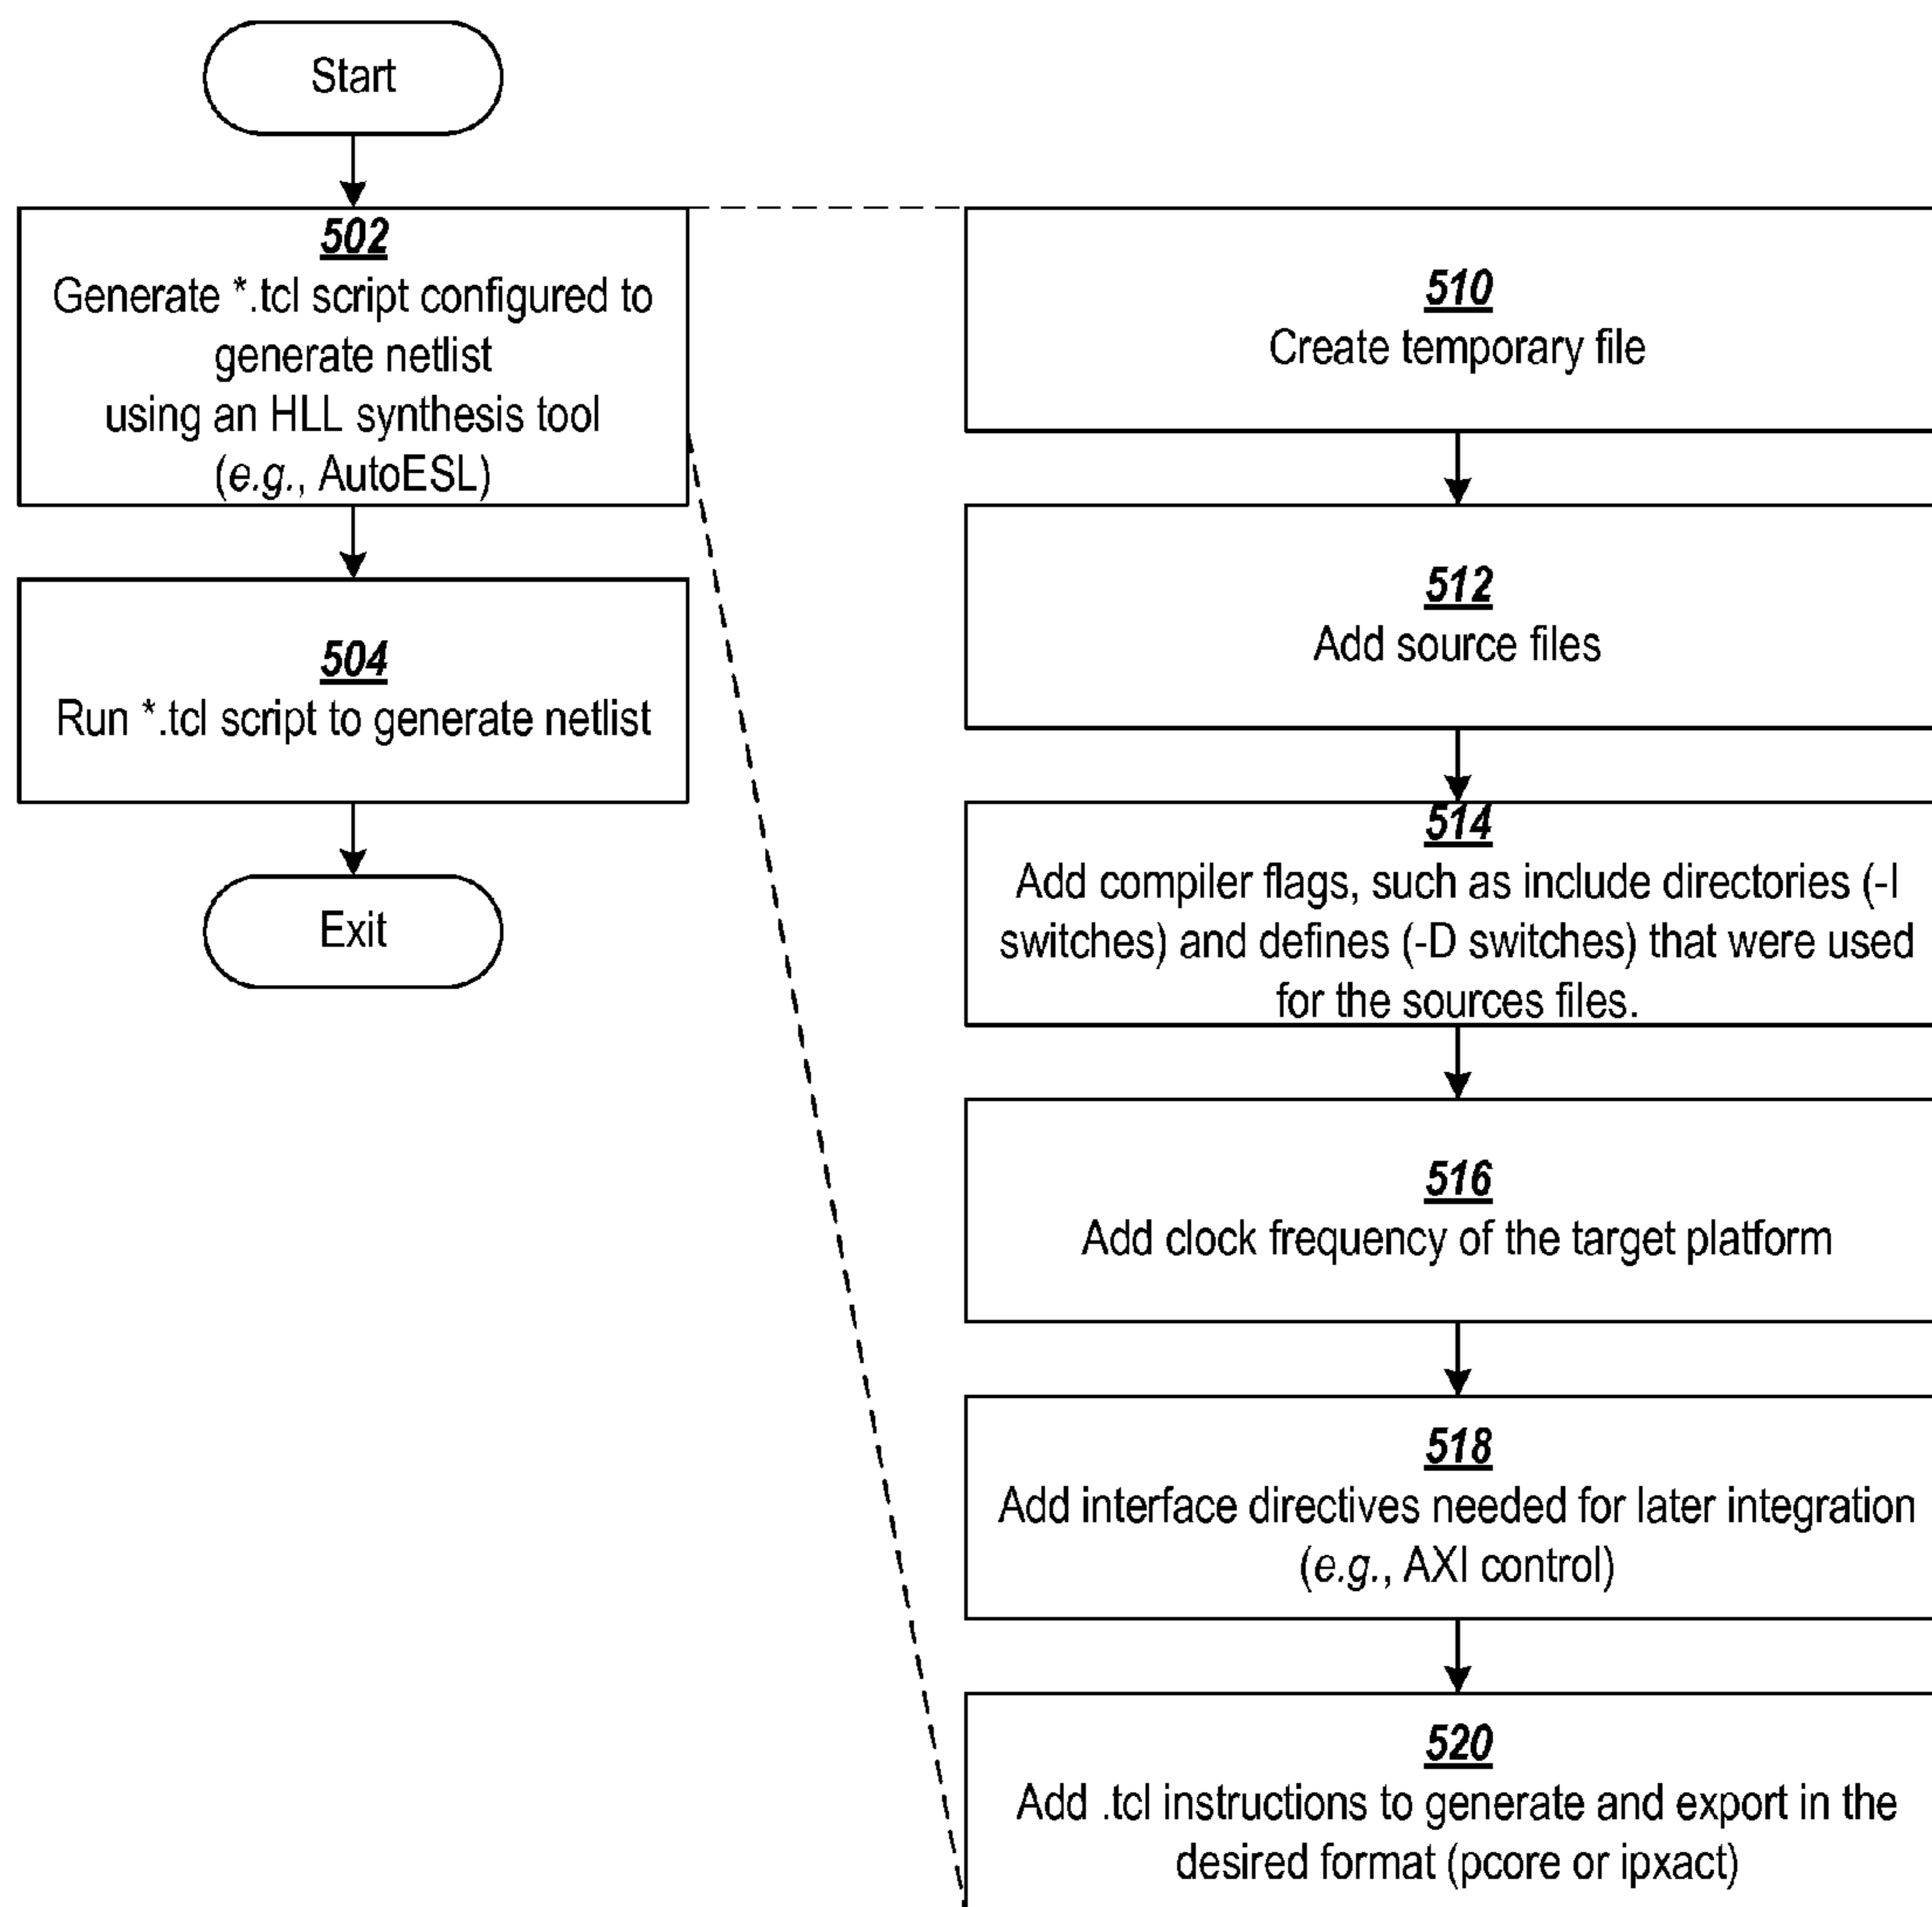 Start
502
Generate *.tcl script configured to
generate netlist
using an HLL synthesis tool
(e.g., AutoESL)
504
Run *.tcl script to generate netlist
Exit
510
Create temporary file
512
Add source files
514
Add compiler flags, such as include directories (-I
switches) and defines (-D switches) that were used
for the sources files.
516
Add clock frequency of the target platform
518
Add interface directives needed for later integration
(e.g., AXI control)
520
Add .tcl instructions to generate and export in the
desired format (pcore or ipxact)